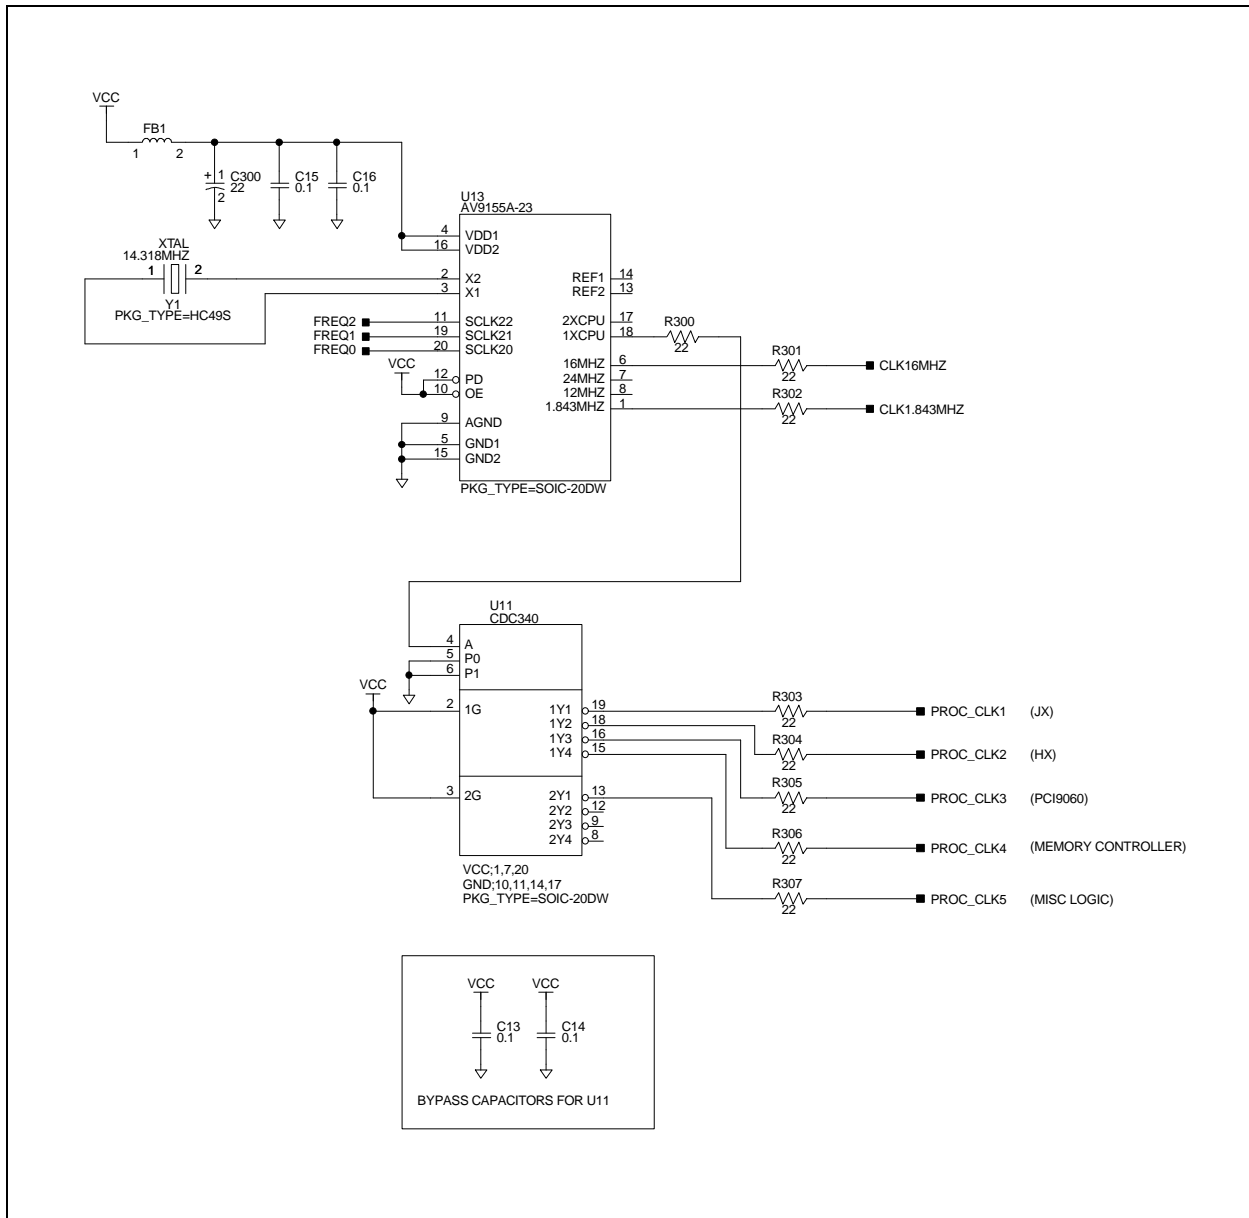 VCC
FB1
1 2
+ 1 C300
22
2
C15
0.1
C16
0.1
U13
AV9155A-23
XTAL
14.318MHZ
1 2
Y1
PKG_TYPE=HC49S
4 VDD1
16 VDD2
2 X2
3 X1
FREQ2 11 SCLK22
FREQ1 19 SCLK21
FREQ0 20 SCLK20
VCC
12 PD
10 OE
9 AGND
5 GND1
15 GND2
REF1 14
REF2 13
2XCPU 17
1XCPU 18
16MHZ 6
24MHZ 7
12MHZ 8
1.843MHZ 1
PKG_TYPE=SOIC-20DW
R300
22
R301
22
CLK16MHZ
R302
22
CLK1.843MHZ
U11
CDC340
4 A
5 P0
6 P1
VCC
2 1G
3 2G
1Y1 19
1Y2 18
1Y3 16
1Y4 15
2Y1 13
2Y2 12
2Y3 9
2Y4 8
VCC;1,7,20
GND;10,11,14,17
PKG_TYPE=SOIC-20DW
R303
22
PROC_CLK1 (JX)
R304
22
PROC_CLK2 (HX)
R305
22
PROC_CLK3 (PCI9060)
R306
22
PROC_CLK4 (MEMORY CONTROLLER)
R307
22
PROC_CLK5 (MISC LOGIC)
VCC VCC
C13
0.1
C14
0.1
BYPASS CAPACITORS FOR U11